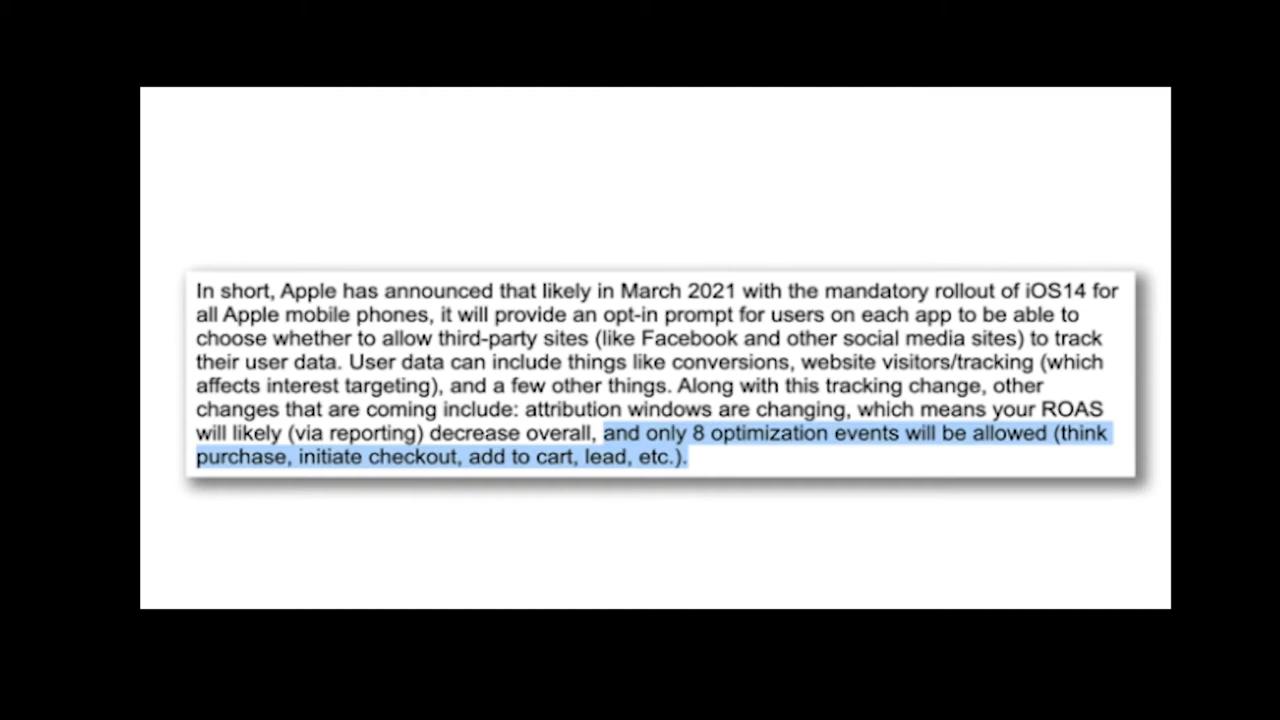 In short, Apple has announced that likely in March 2021 with the mandatory rollout of iOS14 for
all Apple mobile phones, it will provide an opt-in prompt for users on each app to be able to
choose whether to allow third-party sites (like Facebook and other social media sites) to track
their user data. User data can include things like conversions, website visitors/tracking (which
affects interest targeting), and a few other things. Along with this tracking change, other
changes that are coming include: attribution windows are changing, which means your ROAS
will likely (via reporting) decrease overall, and only 8 optimization events will be allowed (think
purchase, initiate checkout, add to cart, lead, etc.).